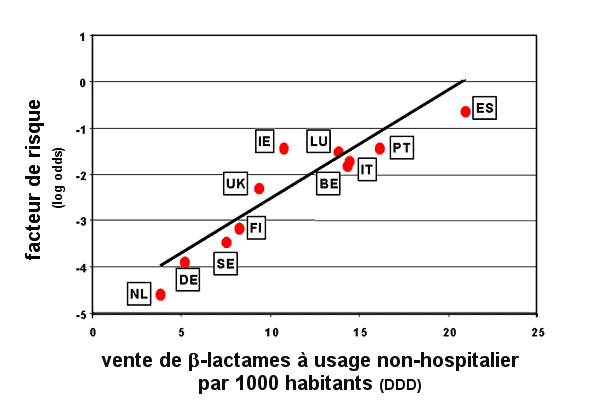 1
0
-1
-2
-3
-4
-5
facteur de risque
(log odds)
ES
IE
LU
PT
IT
BE
UK
FI
SE
DE
NL
0 5 10 15 20 25
vente de β-lactames à usage non-hospitalier
par 1000 habitants (DDD)